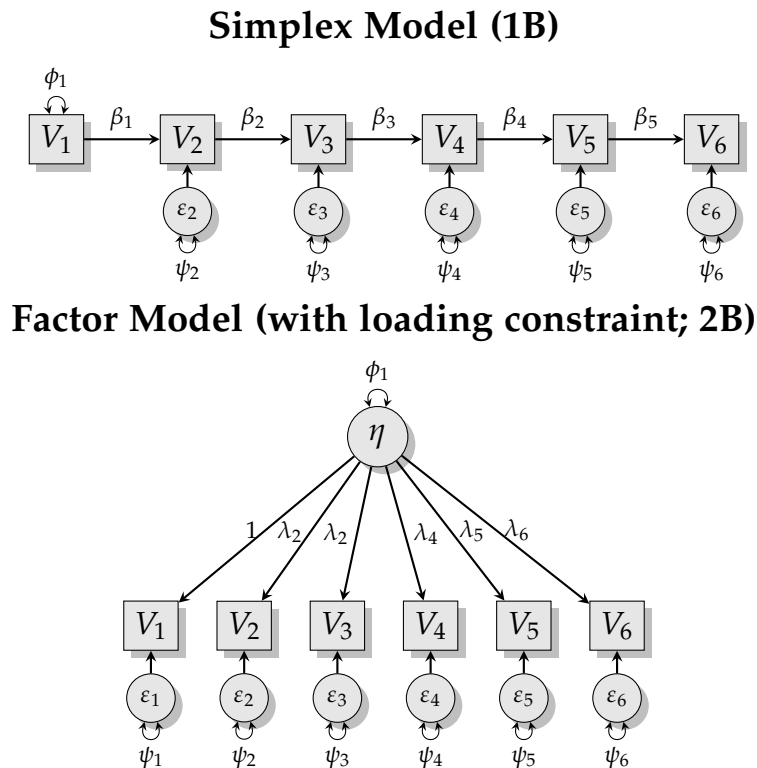 Simplex Model (1B)
ϕ1
V1 β1 V2 β2 V3 β3 V4 β4 V5 β5 V6
ε2 ε3 ε4 ε5 ε6
ψ2 ψ3 ψ4 ψ5 ψ6
Factor Model (with loading constraint; 2B)
ϕ1
η
1 λ2 λ2 λ4 λ5 λ6
V1 V2 V3 V4 V5 V6
ε1 ε2 ε3 ε4 ε5 ε6
ψ1 ψ2 ψ3 ψ4 ψ5 ψ6